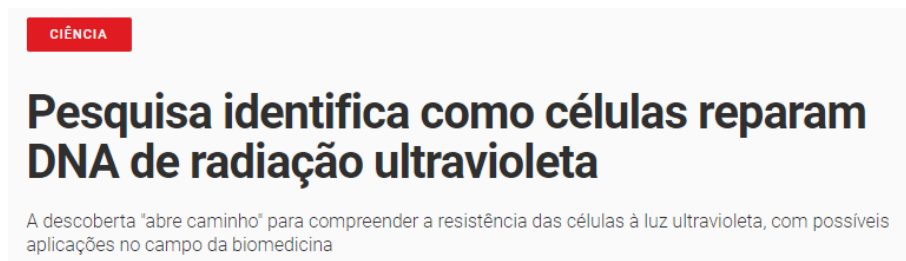 CIÊNCIA
Pesquisa identifica como células reparam
DNA de radiação ultravioleta
A descoberta "abre caminho" para compreender a resistência das células à luz ultravioleta, com possíveis
aplicações no campo da biomedicina